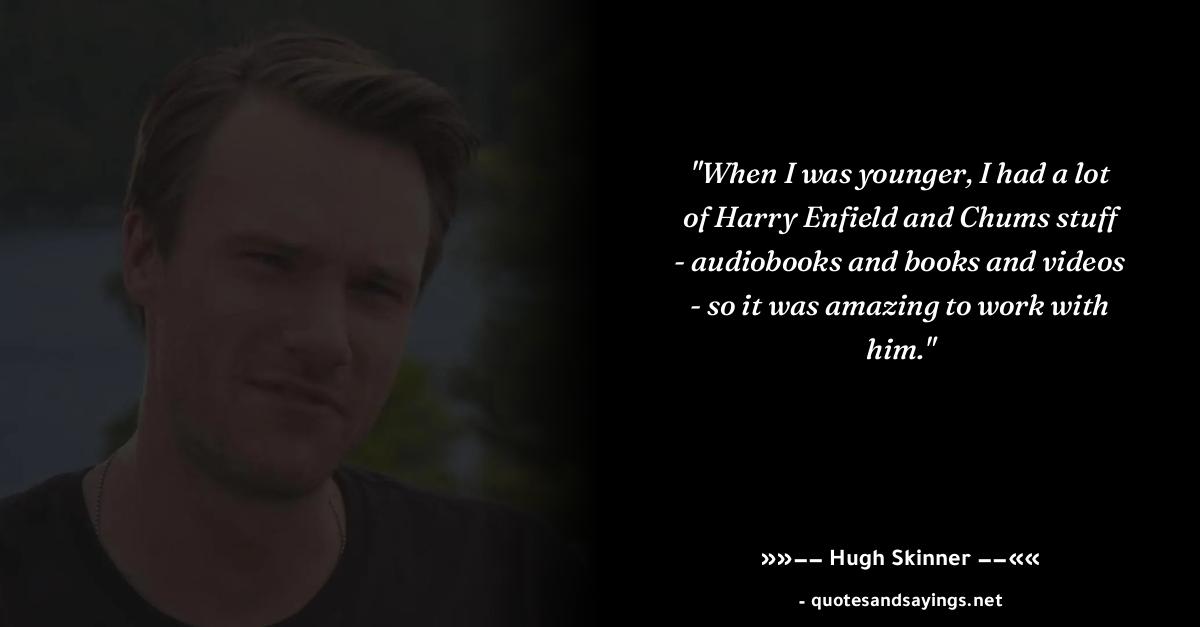 "When I was younger, I had a lot
of Harry Enfield and Chums stuff
- audiobooks and books and videos
- so it was amazing to work with
him."
»»−− Hugh Skinner −−««
- quotesandsayings.net